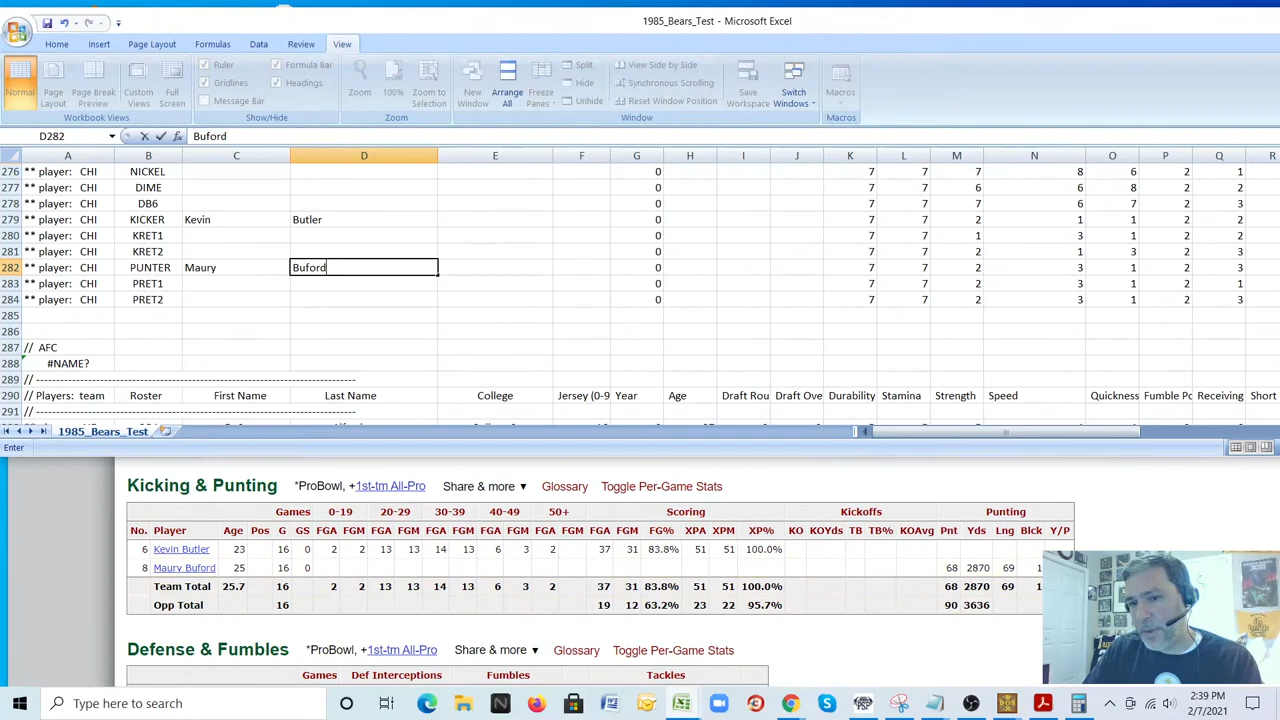 1985_Bears_Test - Microsoft Excel
Home Insert Page Layout Formulas Data Review View
Normal Page Layout Page Break Preview Custom Views Full Screen
Ruler Formula Bar
Gridlines Headings
Message Bar
Zoom 100% Zoom to Selection
New Window Arrange All Freeze Panes
Split
Hide
Unhide
View Side by Side
Synchronous Scrolling
Reset Window Position
Save Workspace Switch Windows Macros
Workbook Views Show/Hide Zoom Window Macros
D282 fx Buford
A B C D E F G H I J K L M N O P Q R
276 ** player: CHI NICKEL 0 7 7 7 8 6 2 1
277 ** player: CHI DIME 0 7 7 6 6 8 2 2
278 ** player: CHI DB6 0 7 7 7 6 7 2 3
279 ** player: CHI KICKER Kevin Butler 0 7 7 2 1 1 2 2
280 ** player: CHI KRET1 0 7 7 1 3 1 2 2
281 ** player: CHI KRET2 0 7 7 2 1 3 2 3
282 ** player: CHI PUNTER Maury Buford 0 7 7 2 3 1 2 3
283 ** player: CHI PRET1 0 7 7 2 3 1 2 1
284 ** player: CHI PRET2 0 7 7 2 3 1 2 3
285
286
287 // AFC
288 #NAME?
289 // --------------------------------------------------------------------------------
290 // Players: team Roster First Name Last Name College Jersey (0-9 Year Age Draft Rou Draft Ove Durability Stamina Strength Speed Quickness Fumble Po Receiving Short
291 // --------------------------------------------------------------------------------
1985_Bears_Test
Enter
Kicking & Punting *ProBowl, +1st-tm All-Pro Share & more ▼ Glossary Toggle Per-Game Stats
Games 0-19 20-29 30-39 40-49 50+ Scoring Kickoffs Punting
No. Player Age Pos G GS FGA FGM FGA FGM FGA FGM FGA FGM FGA FGM FGA FGM FG% XPA XPM XP% KO KOYds TB TB% KOAvg Pnt Yds Lng Blck Y/P
6 Kevin Butler 23 16 0 2 2 13 13 14 13 6 3 2 37 31 83.8% 51 51 100.0%
8 Maury Buford 25 16 0 68 2870 69 1
Team Total 25.7 16 2 2 13 13 14 13 6 3 2 37 31 83.8% 51 51 100.0% 68 2870 69 1
Opp Total 16 19 12 63.2% 23 22 95.7% 90 3636
Defense & Fumbles *ProBowl, +1st-tm All-Pro Share & more ▼ Glossary Toggle Per-Game Stats
Games Def Interceptions Fumbles Tackles
Type here to search
2:39 PM
2/7/2021